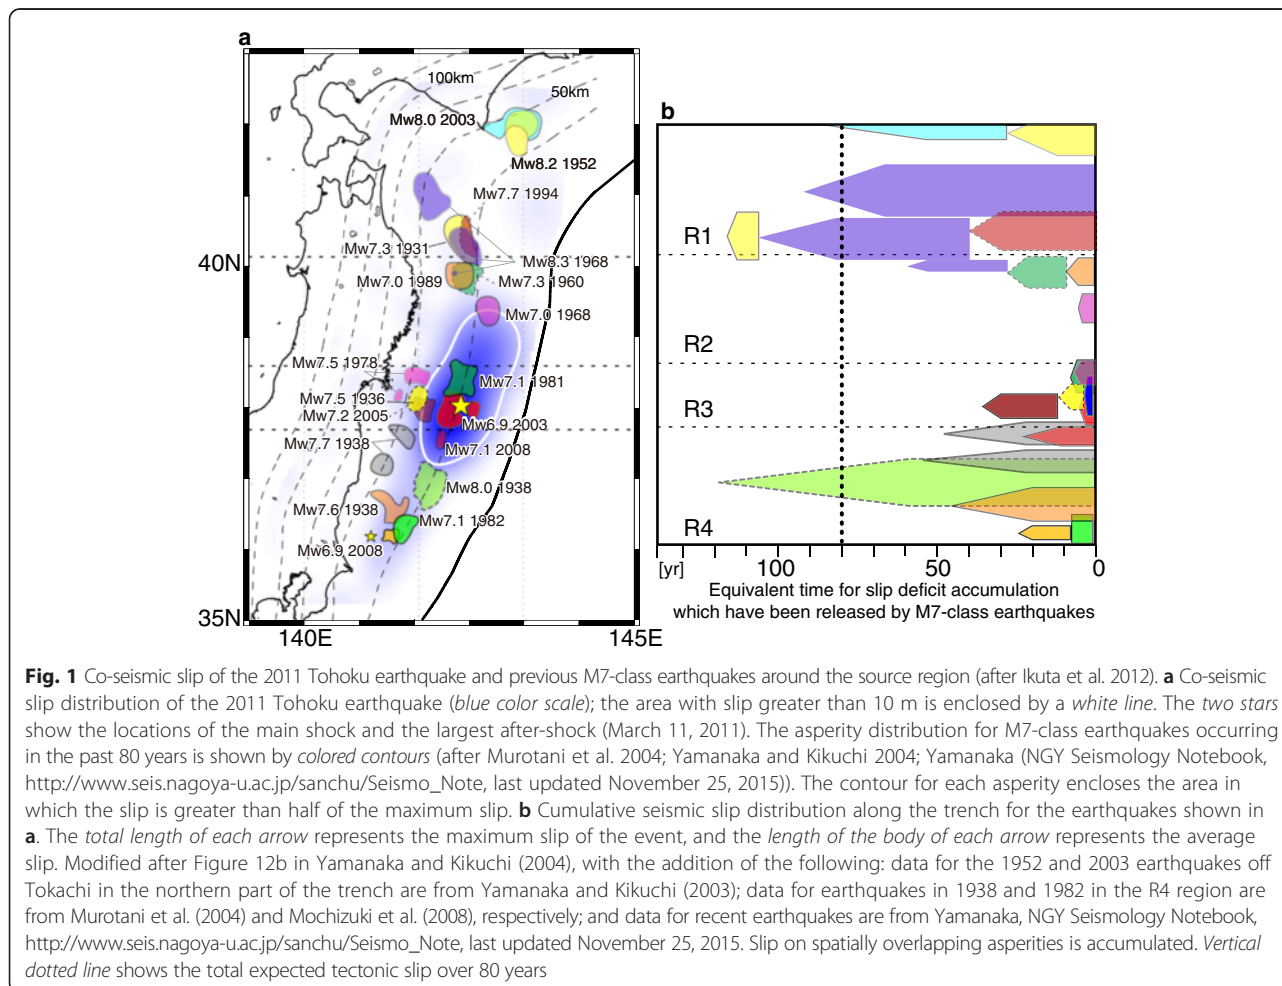 a
100km
50km
Mw8.0 2003
Mw8.2 1952
Mw7.7 1994
Mw7.3 1931
Mw8.3 1968
40N
Mw7.0 1989
Mw7.3 1960
Mw7.0 1968
Mw7.5 1978
Mw7.1 1981
Mw7.5 1936
Mw7.2 2005
Mw6.9 2003
Mw7.7 1938
Mw7.1 2008
Mw8.0 1938
Mw7.6 1938
Mw7.1 1982
Mw6.9 2008
35N
140E
145E
b
R1
R2
R3
R4
[yr]
100
50
0
Equivalent time for slip deficit accumulation
which have been released by M7-class earthquakes
Fig. 1 Co-seismic slip of the 2011 Tohoku earthquake and previous M7-class earthquakes around the source region (after Ikuta et al. 2012). a Co-seismic
slip distribution of the 2011 Tohoku earthquake (blue color scale); the area with slip greater than 10 m is enclosed by a white line. The two stars
show the locations of the main shock and the largest after-shock (March 11, 2011). The asperity distribution for M7-class earthquakes occurring
in the past 80 years is shown by colored contours (after Murotani et al. 2004; Yamanaka and Kikuchi 2004; Yamanaka (NGY Seismology Notebook,
http://www.seis.nagoya-u.ac.jp/sanchu/Seismo_Note, last updated November 25, 2015)). The contour for each asperity encloses the area in
which the slip is greater than half of the maximum slip. b Cumulative seismic slip distribution along the trench for the earthquakes shown in
a. The total length of each arrow represents the maximum slip of the event, and the length of the body of each arrow represents the average
slip. Modified after Figure 12b in Yamanaka and Kikuchi (2004), with the addition of the following: data for the 1952 and 2003 earthquakes off
Tokachi in the northern part of the trench are from Yamanaka and Kikuchi (2003); data for earthquakes in 1938 and 1982 in the R4 region are
from Murotani et al. (2004) and Mochizuki et al. (2008), respectively; and data for recent earthquakes are from Yamanaka, NGY Seismology Notebook,
http://www.seis.nagoya-u.ac.jp/sanchu/Seismo_Note, last updated November 25, 2015. Slip on spatially overlapping asperities is accumulated. Vertical
dotted line shows the total expected tectonic slip over 80 years